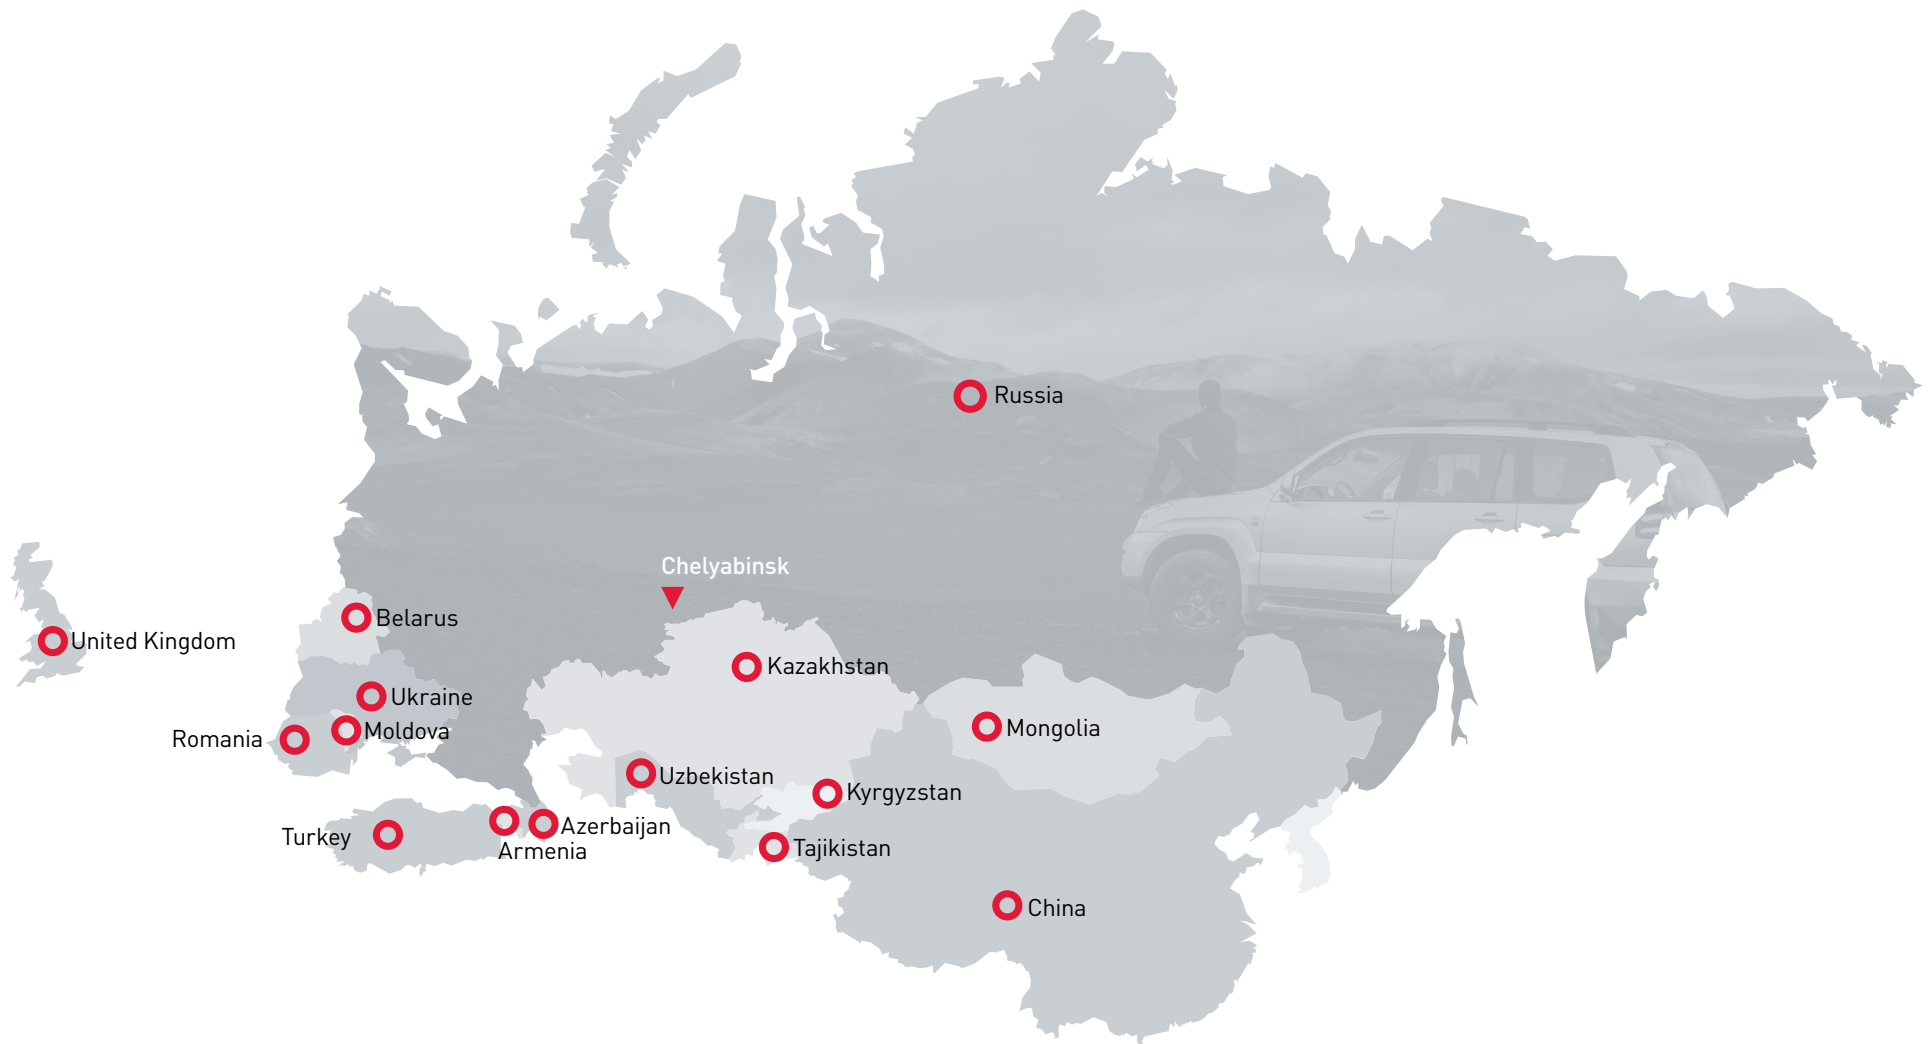 Russia
Chelyabinsk
Belarus
United Kingdom
Kazakhstan
Ukraine
Mongolia
Moldova
Romania
Uzbekistan
Kyrgyzstan
Azerbaijan
Turkey
Armenia
Tajikistan
China